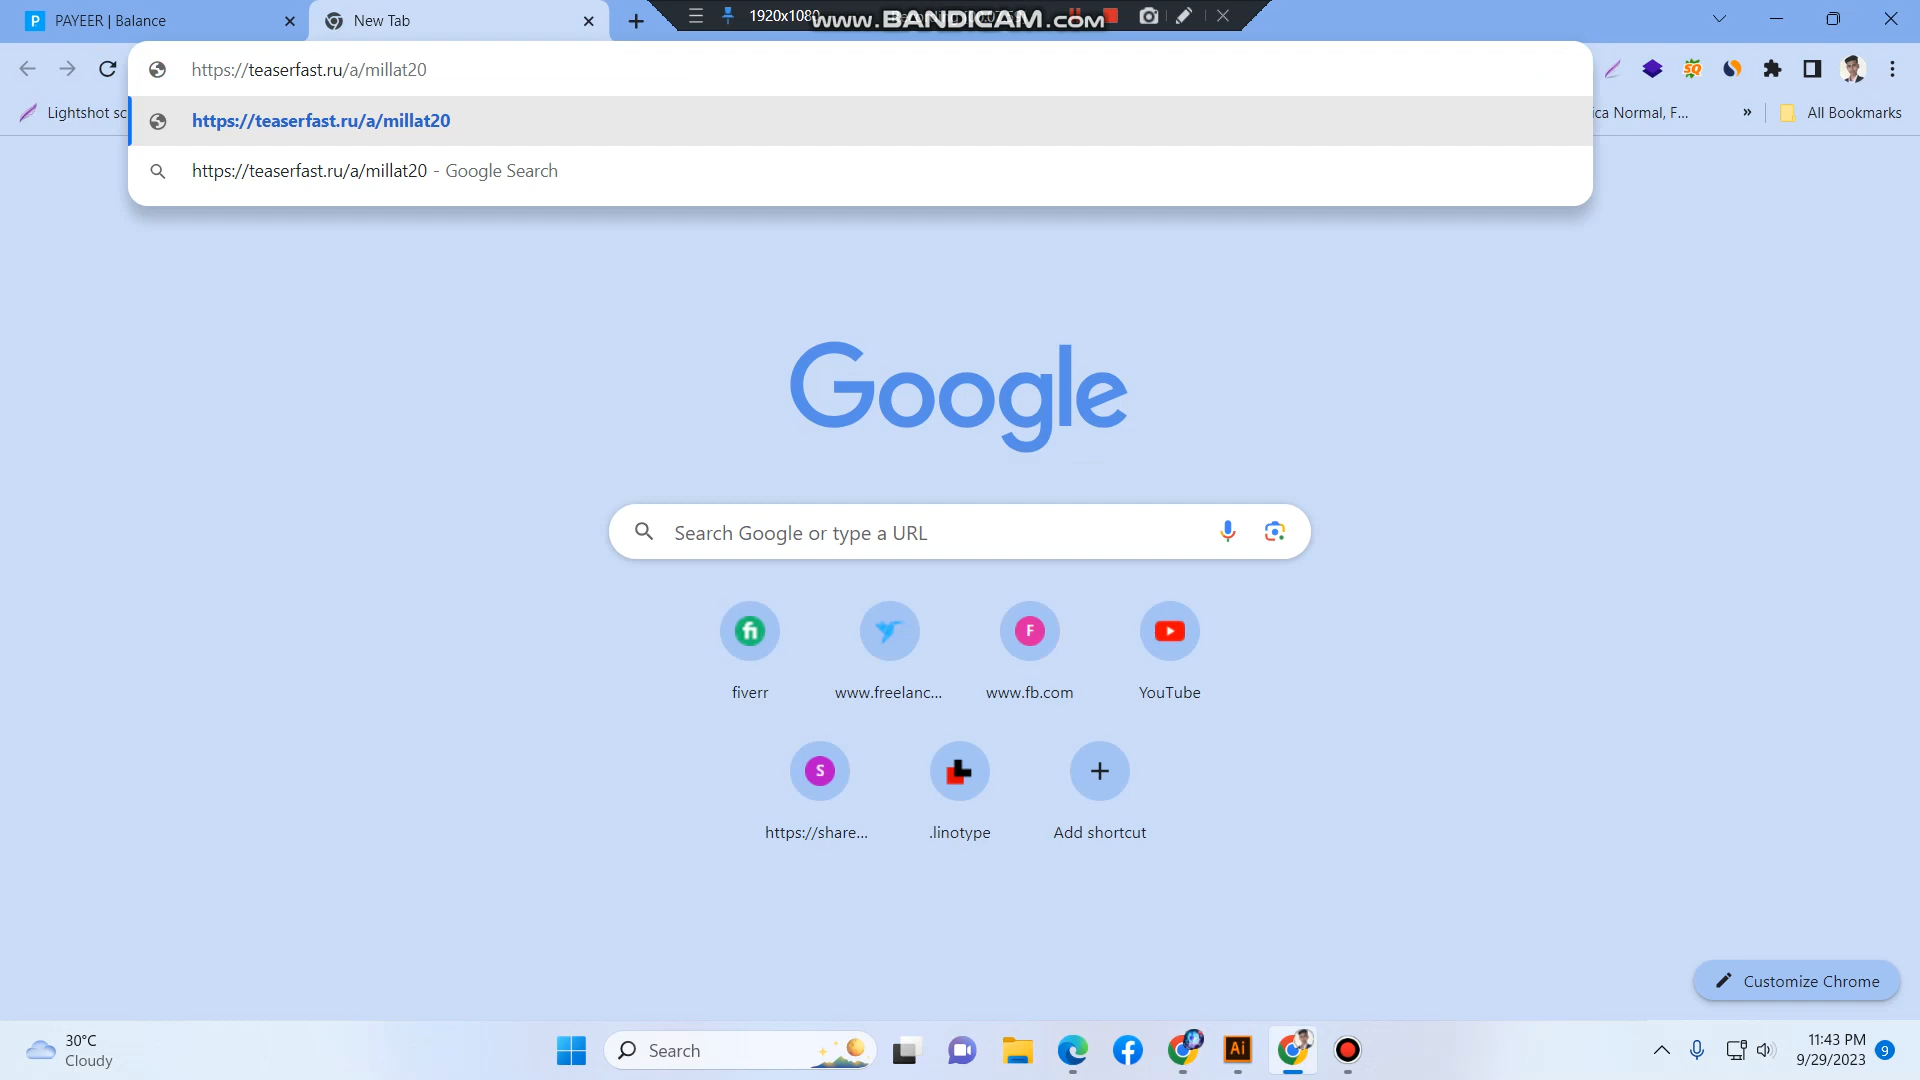 PAYEER | Balance
New Tab
1920x1080
www.BANDICAM.com
https://teaserfast.ru/a/millat20
Lightshot sc
https://teaserfast.ru/a/millat20
ica Normal, F...
»
All Bookmarks
https://teaserfast.ru/a/millat20 - Google Search
Google
Search Google or type a URL
fiverr
www.freelanc...
www.fb.com
YouTube
https://share...
.linotype
Add shortcut
Customize Chrome
30°C
Cloudy
Search
11:43 PM
9/29/2023
9